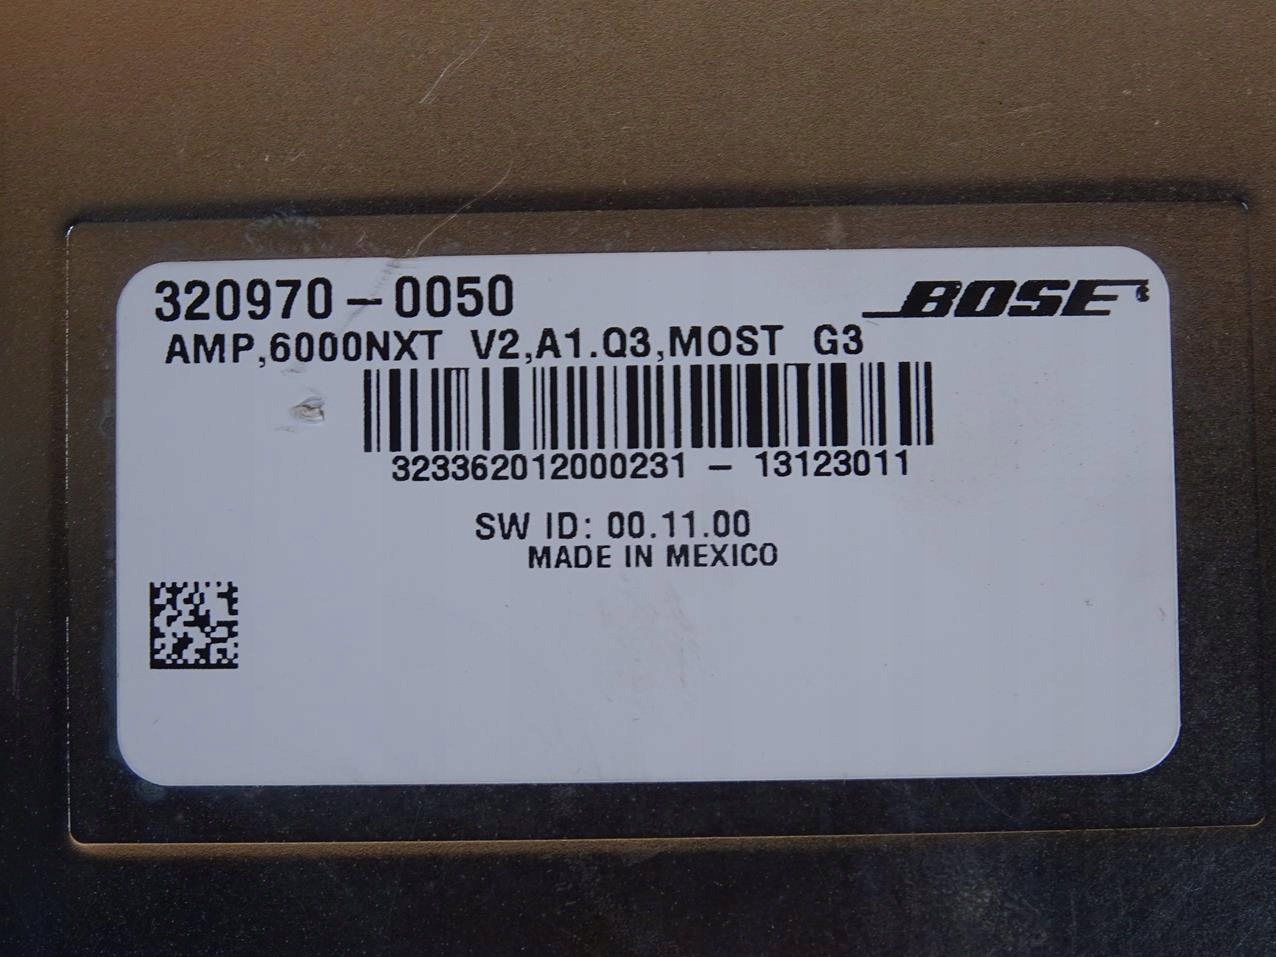 320970-0050
BOSE
AMP,6000NXT V2,A1.Q3,MOST G3
323362012000231 - 13123011
SW ID: 00.11.00
MADE IN MEXICO